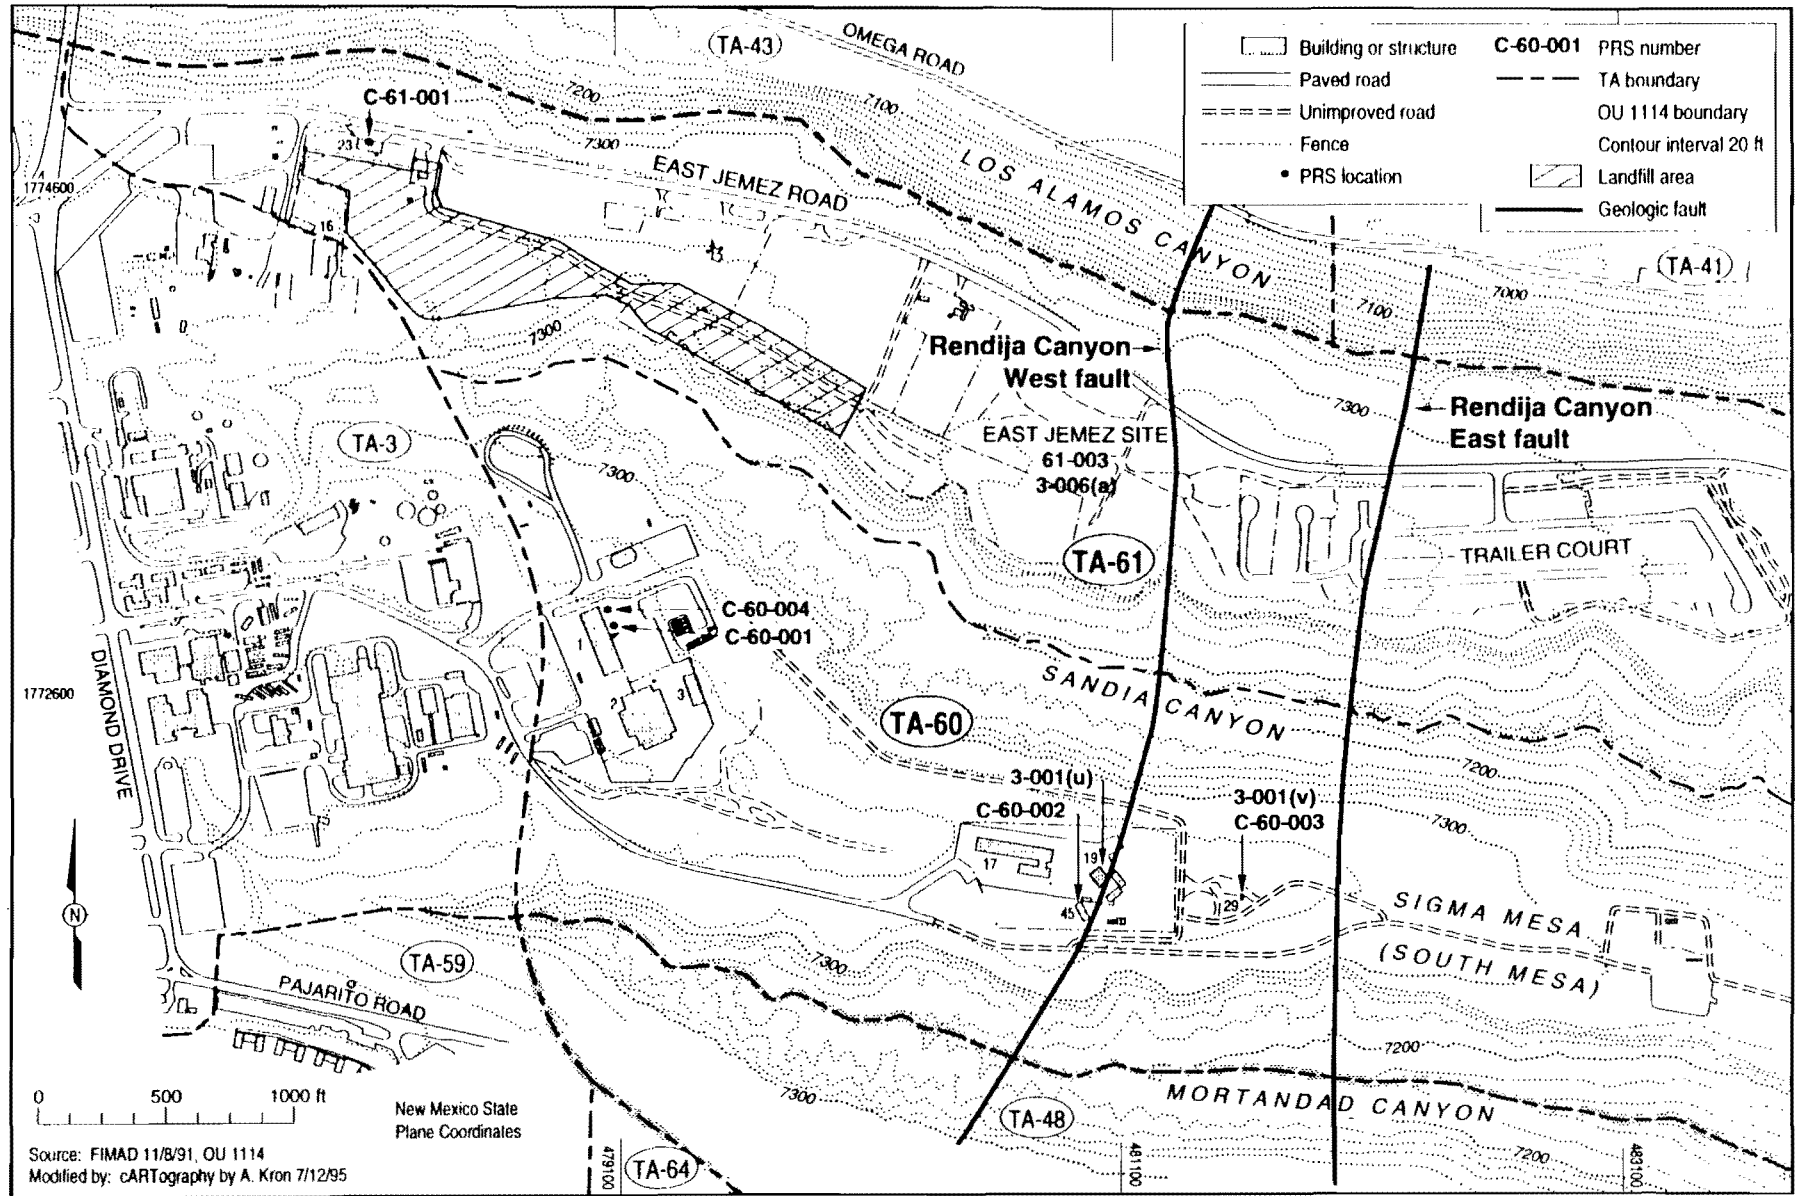 TA-43
OMEGA ROAD
Building or structure
C-60-001 PRS number
Paved road
TA boundary
Unimproved road
OU 1114 boundary
Fence
Contour interval 20 ft
PRS location
Landfill area
Geologic fault
C-61-001
7200
7100
7300
23
EAST JEMEZ ROAD
LOS ALAMOS CANYON
1774600
16
TA-41
7000
7100
7300
Rendija Canyon
West fault
7300
Rendija Canyon
East fault
TA-3
7300
EAST JEMEZ SITE
61-003
3-006(a)
TA-61
TRAILER COURT
C-60-004
C-60-001
1
2
3
1772600
DIAMOND DRIVE
TA-60
SANDIA CANYON
7200
3-001(u)
C-60-002
3-001(v)
C-60-003
7300
17
19
45
29
N
SIGMA MESA
(SOUTH MESA)
TA-59
7300
PAJARITO ROAD
7200
MORTANDAD CANYON
7300
TA-48
7200
0 500 1000 ft
New Mexico State
Plane Coordinates
479100
481100
483100
TA-64
Source: FIMAD 11/8/91, OU 1114
Modified by: cARTography by A. Kron 7/12/95